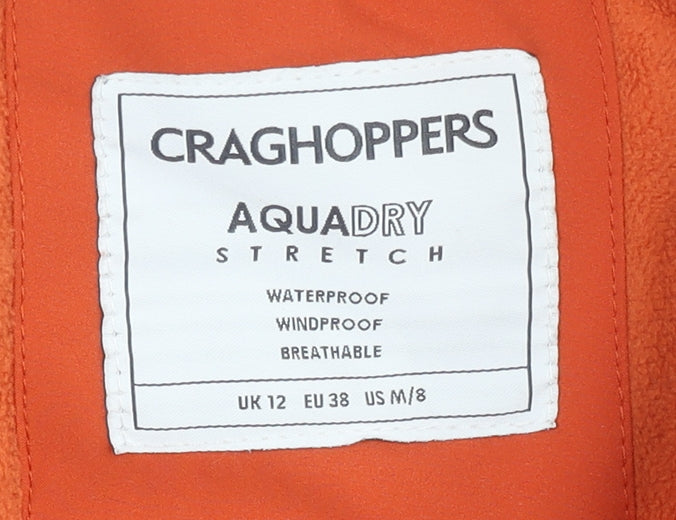 CRAGHOPPERS
AQUADRY
STRETCH
WATERPROOF
WINDPROOF
BREATHABLE
UK 12 EU 38 US M/8